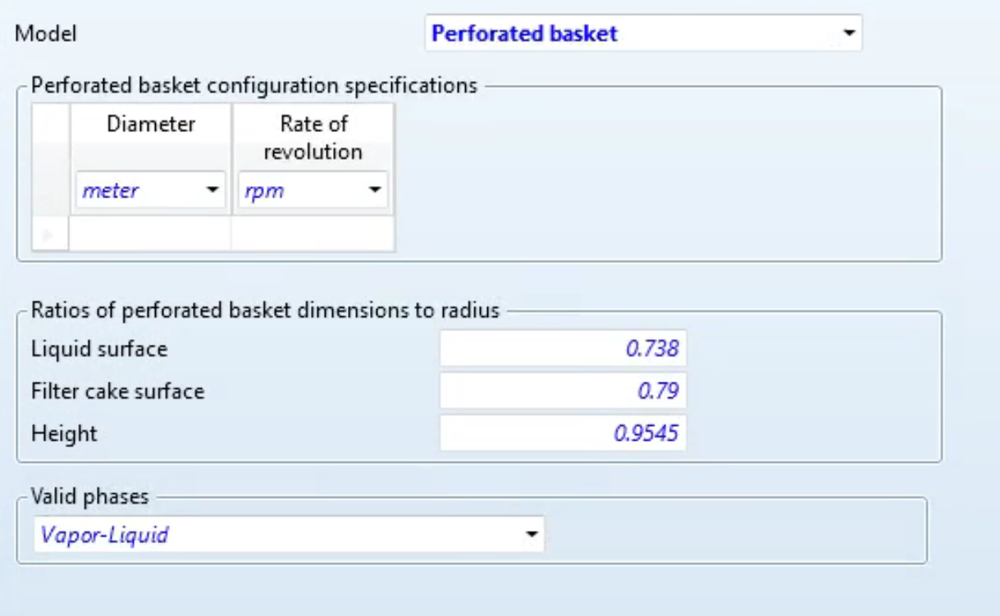 Model
Perforated basket
Perforated basket configuration specifications
Diameter
Rate of
revolution
meter
rpm
Ratios of perforated basket dimensions to radius
Liquid surface
0.738
Filter cake surface
0.79
Height
0.9545
Valid phases
Vapor-Liquid